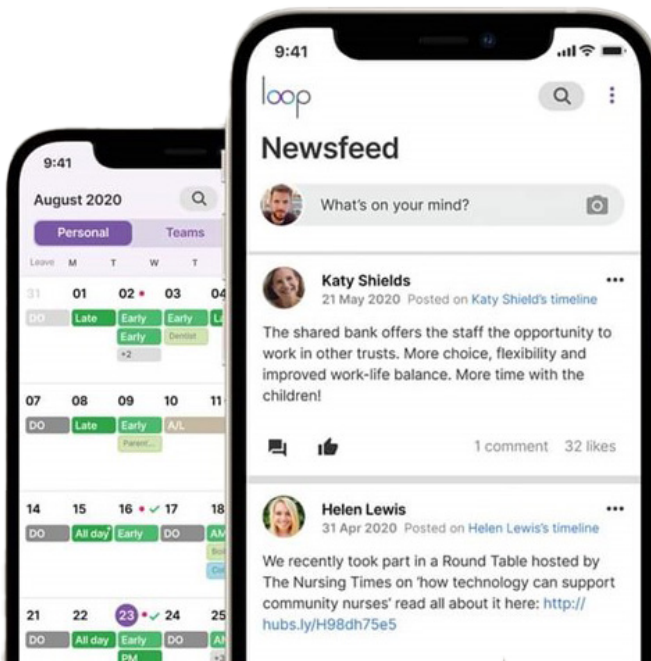 9:41
August 2020
Personal Teams
Leave M T W T
31 01 02 03 04
DO Late Early Early
Early Dentist
+2
07 08 09 10 11
DO Late Early A/L
Parent...
14 15 16 17 18
DO All day Early DO AM
21 22 23 24 25
DO All day Early DO
PM +3
9:41
loop
Newsfeed
What's on your mind?
Katy Shields
21 May 2020 Posted on Katy Shield's timeline
The shared bank offers the staff the opportunity to
work in other trusts. More choice, flexibility and
improved work-life balance. More time with the
children!
1 comment 32 likes
Helen Lewis
31 Apr 2020 Posted on Helen Lewis's timeline
We recently took part in a Round Table hosted by
The Nursing Times on 'how technology can support
community nurses' read all about it here: http://
hubs.ly/H98dh75e5